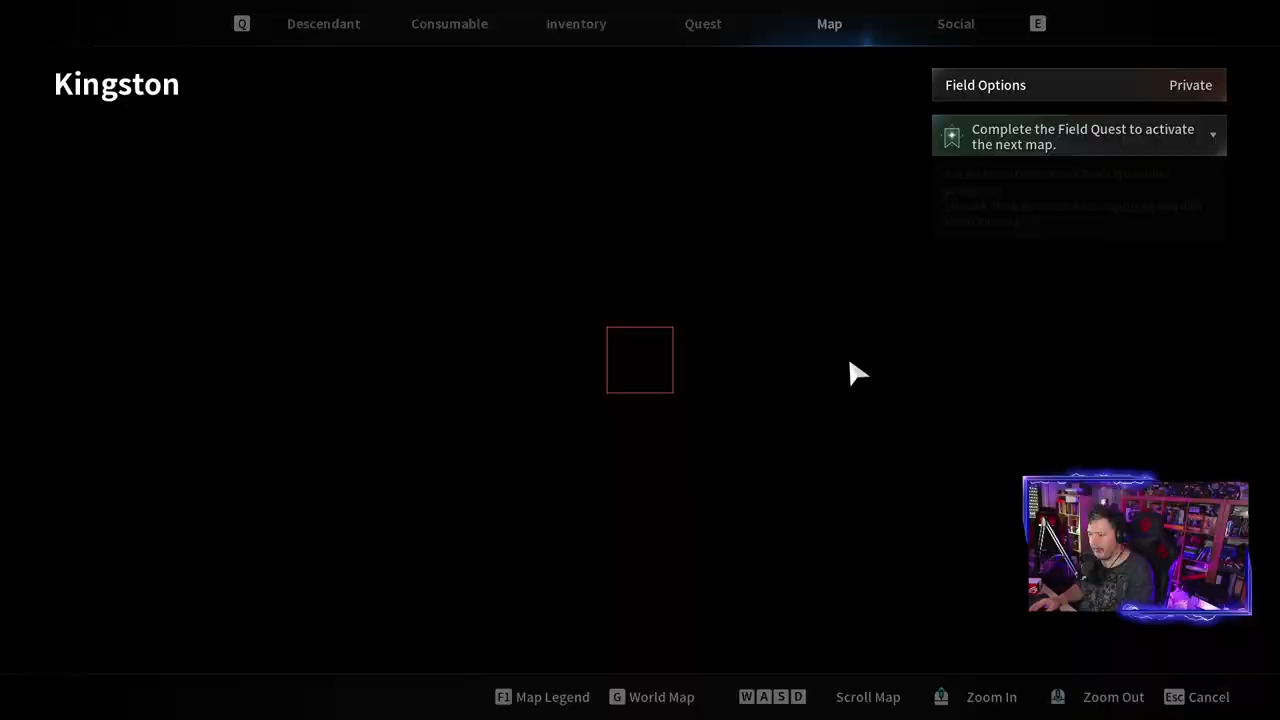 Q Descendant Consumable Inventory Quest Map Social E
Kingston
Field Options Private
Complete the Field Quest to activate
the next map.
F1 Map Legend G World Map W A S D Scroll Map Zoom In Zoom Out Esc Cancel